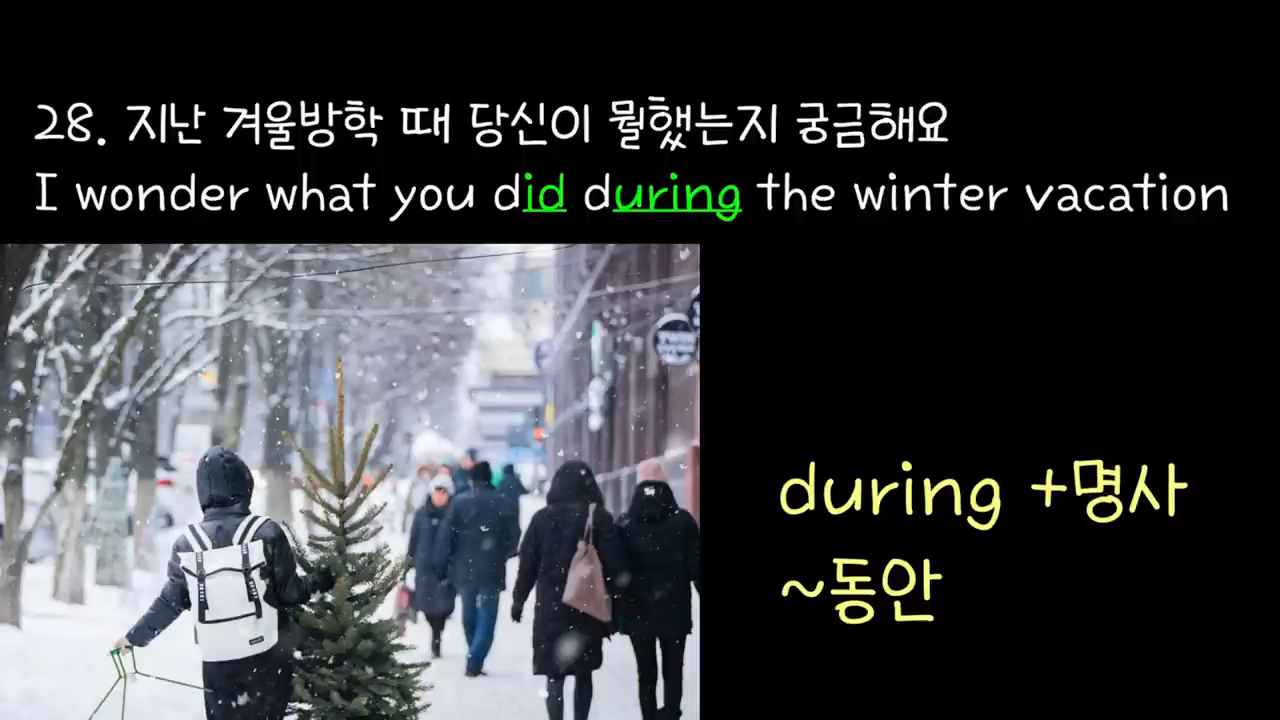 28. 지난 겨울방학 때 당신이 뭘했는지 궁금해요
I wonder what you did during the winter vacation
during +명사
~동안